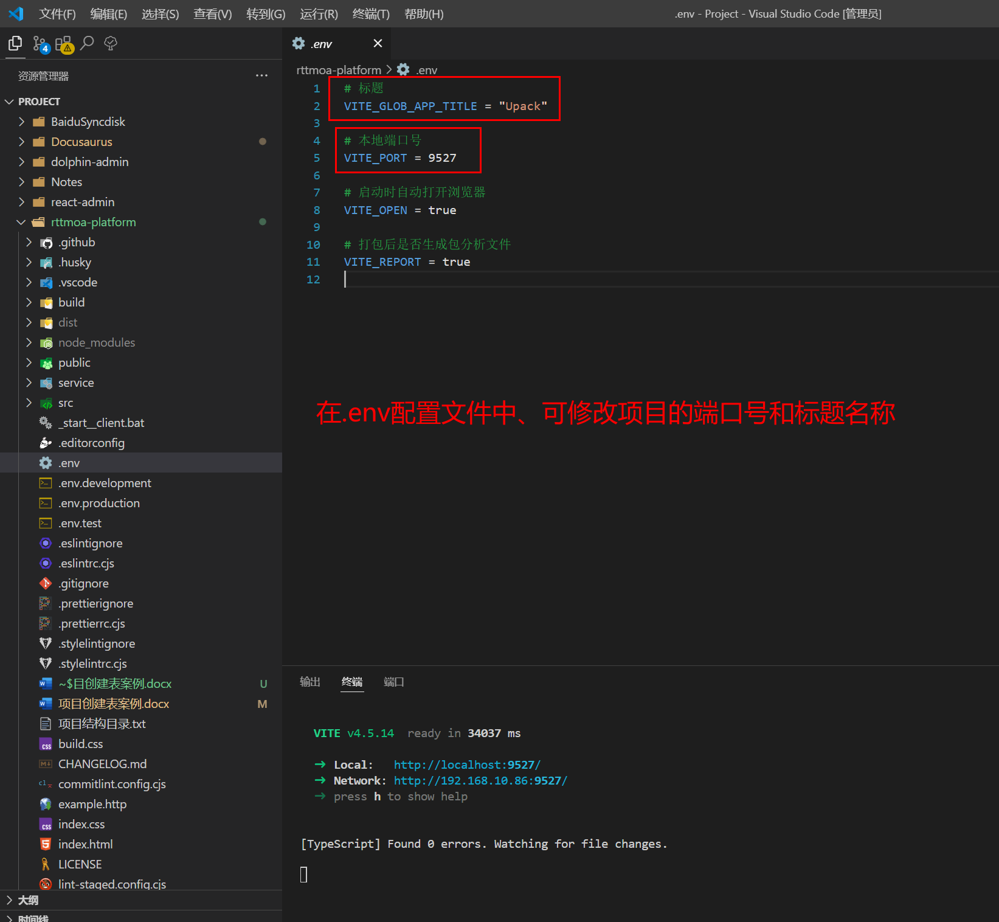 文件(F) 编辑(E) 选择(S) 查看(V) 转到(G) 运行(R) 终端(T) 帮助(H) .env - Project - Visual Studio Code [管理员]
4
.env
资源管理器
rttmoa-platform > .env
PROJECT
BaiduSyncdisk
Docusaurus
dolphin-admin
Notes
react-admin
rttmoa-platform
.github
.husky
.vscode
build
dist
node_modules
public
service
src
_start__client.bat
.editorconfig
.env
.env.development
.env.production
.env.test
.eslintignore
.eslintrc.cjs
.gitignore
.prettierignore
.prettierrc.cjs
.stylelintignore
.stylelintrc.cjs
~$目创建表案例.docx U
项目创建表案例.docx M
项目结构目录.txt
build.css
CHANGELOG.md
commitlint.config.cjs
example.http
index.css
index.html
LICENSE
lint-staged.config.cjs
大纲
时间线
1 # 标题
2 VITE_GLOB_APP_TITLE = "Upack"
3
4 # 本地端口号
5 VITE_PORT = 9527
6
7 # 启动时自动打开浏览器
8 VITE_OPEN = true
9
10 # 打包后是否生成包分析文件
11 VITE_REPORT = true
12
在.env配置文件中、可修改项目的端口号和标题名称
输出 终端 端口
VITE v4.5.14 ready in 34037 ms
➜ Local: http://localhost:9527/
➜ Network: http://192.168.10.86:9527/
➜ press h to show help
[TypeScript] Found 0 errors. Watching for file changes.